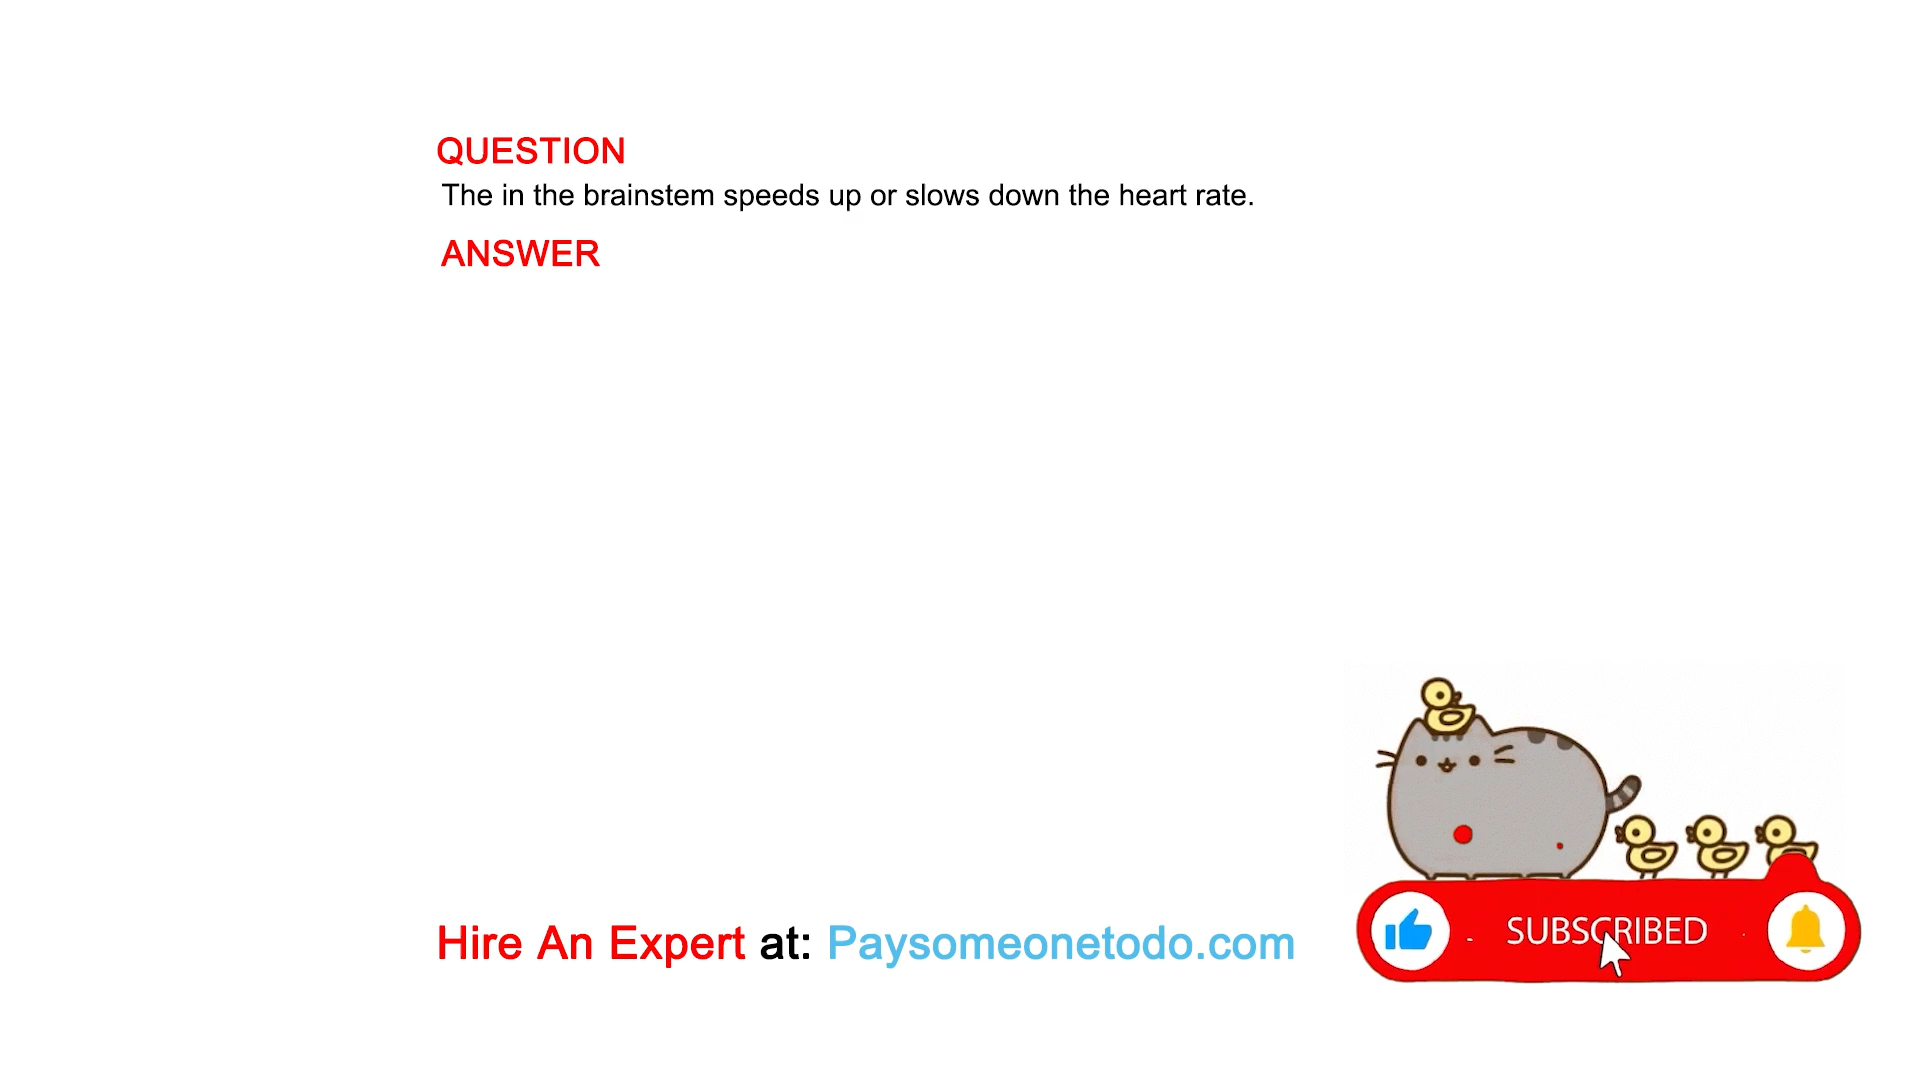 QUESTION
The in the brainstem speeds up or slows down the heart rate.
ANSWER
Hire An Expert at: Paysomeonetodo.com
SUBSCRIBED